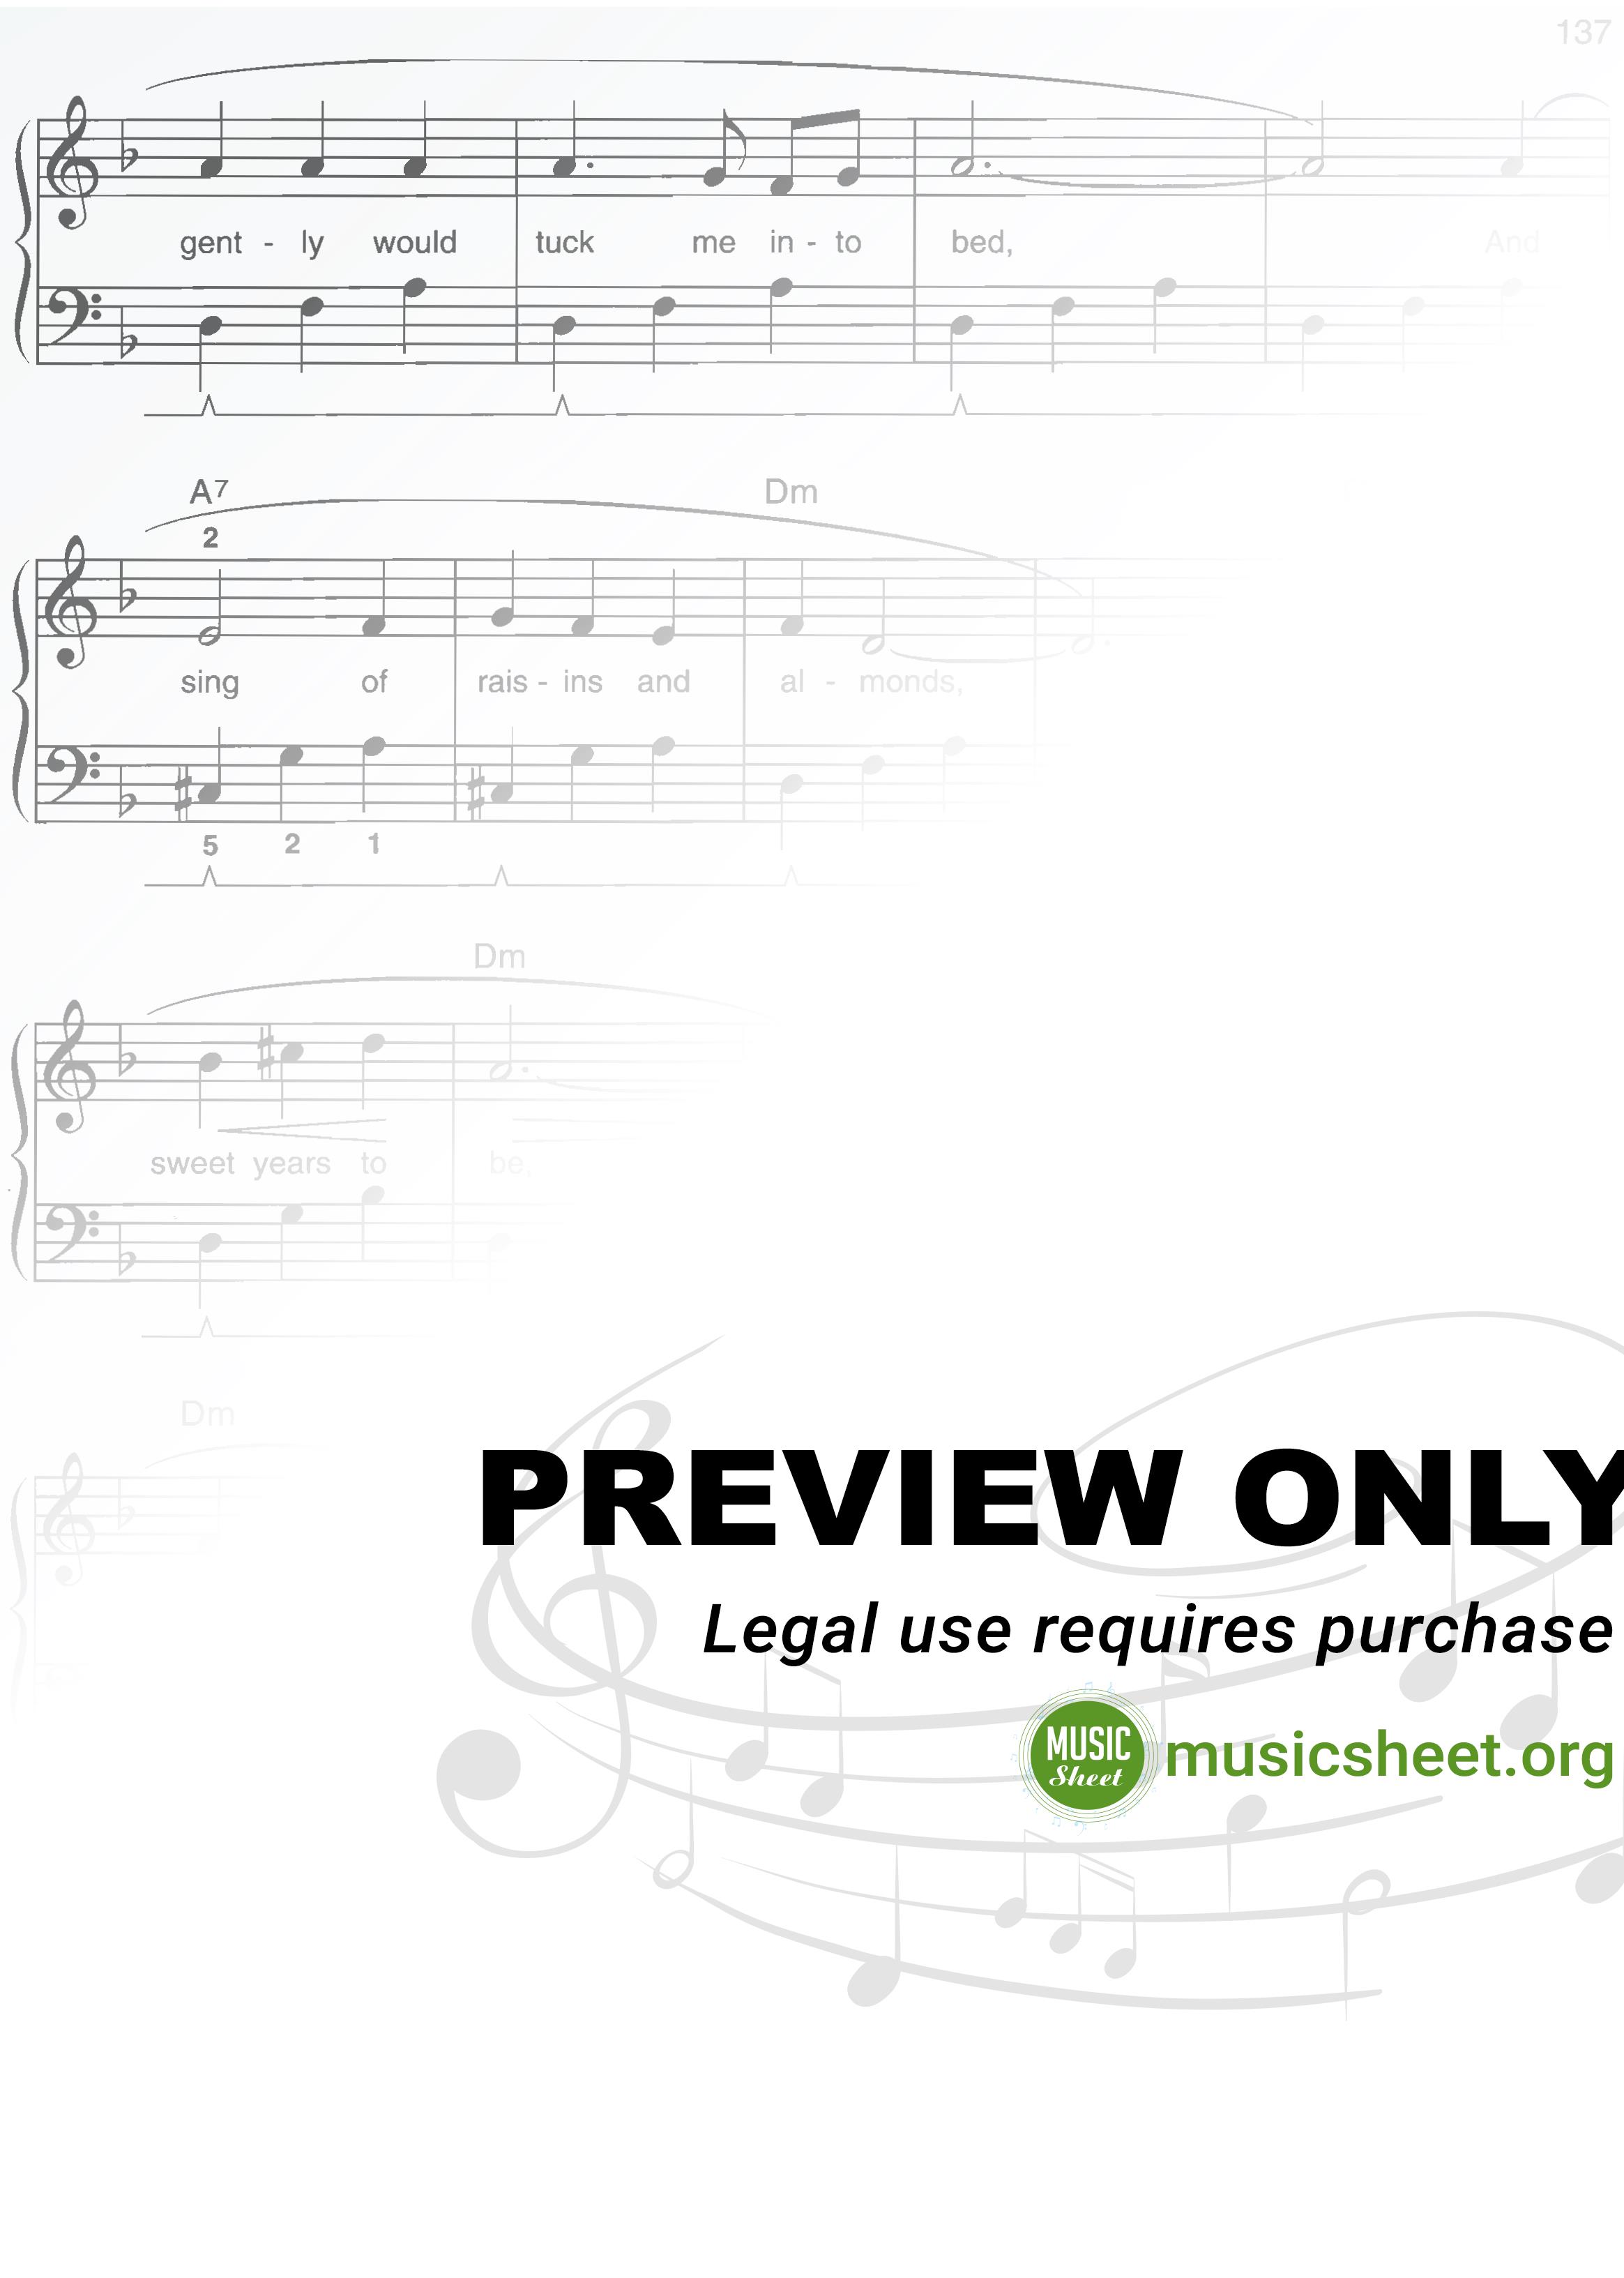 137
gent - ly would tuck me in - to bed, And
A7 Dm
2
sing of rais - ins and al - monds,
5 2 1
Dm
sweet years to be,
Dm
PREVIEW ONLY
Legal use requires purchase
MUSIC
Sheet
musicsheet.org